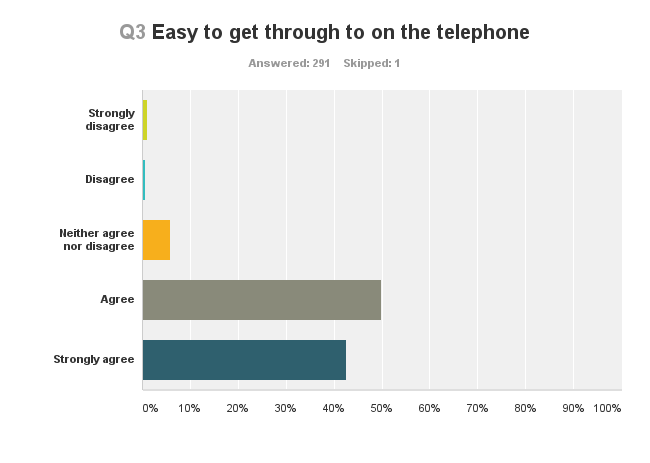 Q3 Easy to get through to on the telephone
Answered: 291 Skipped: 1
Strongly
disagree
Disagree
Neither agree
nor disagree
Agree
Strongly agree
0% 10% 20% 30% 40% 50% 60% 70% 80% 90% 100%